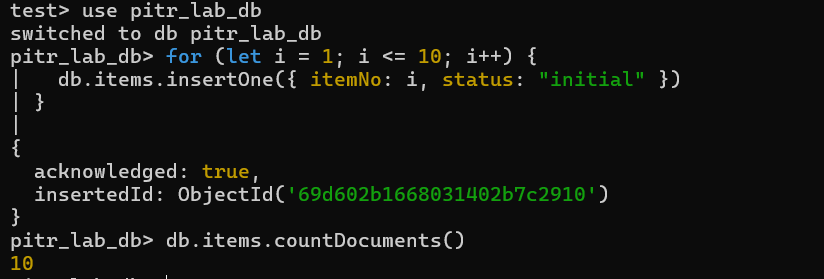 test> use pitr_lab_db
switched to db pitr_lab_db
pitr_lab_db> for (let i = 1; i <= 10; i++) {
|   db.items.insertOne({ itemNo: i, status: "initial" })
| }
|
{
  acknowledged: true,
  insertedId: ObjectId('69d602b1668031402b7c2910')
}
pitr_lab_db> db.items.countDocuments()
10